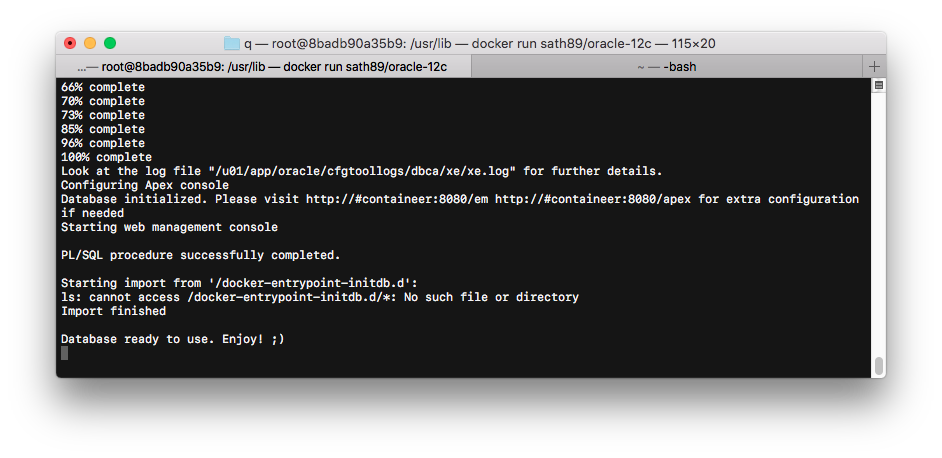 q — root@8badb90a35b9: /usr/lib — docker run sath89/oracle-12c — 115×20
...— root@8badb90a35b9: /usr/lib — docker run sath89/oracle-12c
~ — -bash
+
66% complete
70% complete
73% complete
85% complete
96% complete
100% complete
Look at the log file "/u01/app/oracle/cfgtoollogs/dbca/xe/xe.log" for further details.
Configuring Apex console
Database initialized. Please visit http://#containeer:8080/em http://#containeer:8080/apex for extra configuration
if needed
Starting web management console
PL/SQL procedure successfully completed.
Starting import from '/docker-entrypoint-initdb.d':
ls: cannot access /docker-entrypoint-initdb.d/*: No such file or directory
Import finished
Database ready to use. Enjoy! ;)